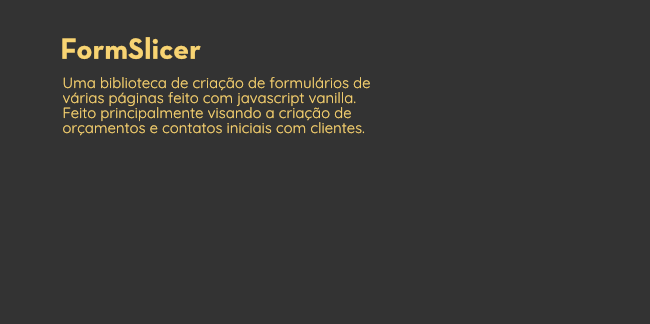 FormSlicer
Uma biblioteca de criação de formulários de
várias páginas feito com javascript vanilla.
Feito principalmente visando a criação de
orçamentos e contatos iniciais com clientes.